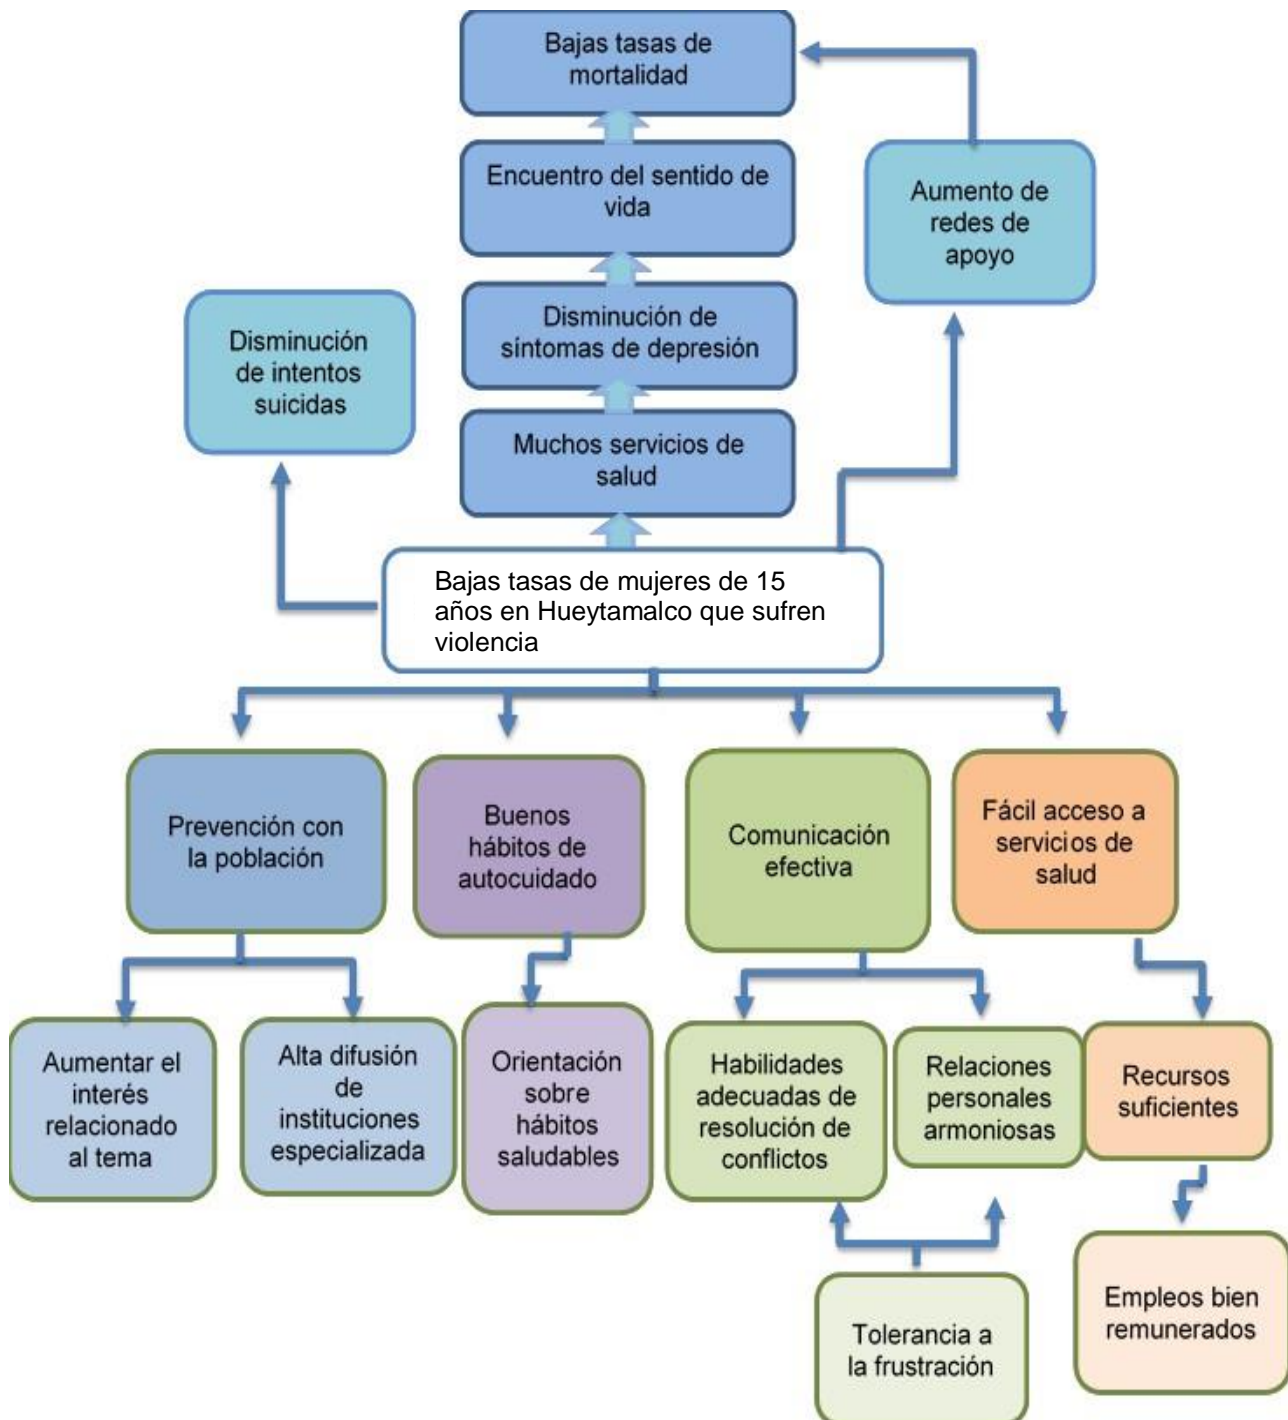 Bajas tasas de
mortalidad
Encuentro del sentido de
vida
Aumento de
redes de
apoyo
Disminución de
síntomas de depresión
Disminución
de intentos
suicidas
Muchos servicios de
salud
Bajas tasas de mujeres de 15
años en Hueytamalco que sufren
violencia
Prevención con
la población
Buenos
hábitos de
autocuidado
Comunicación
efectiva
Fácil acceso a
servicios de
salud
Aumentar el
interés
relacionado
al tema
Alta difusión
de
instituciones
especializada
Orientación
sobre
hábitos
saludables
Habilidades
adecuadas de
resolución de
conflictos
Relaciones
personales
armoniosas
Recursos
suficientes
Tolerancia a
la frustración
Empleos bien
remunerados